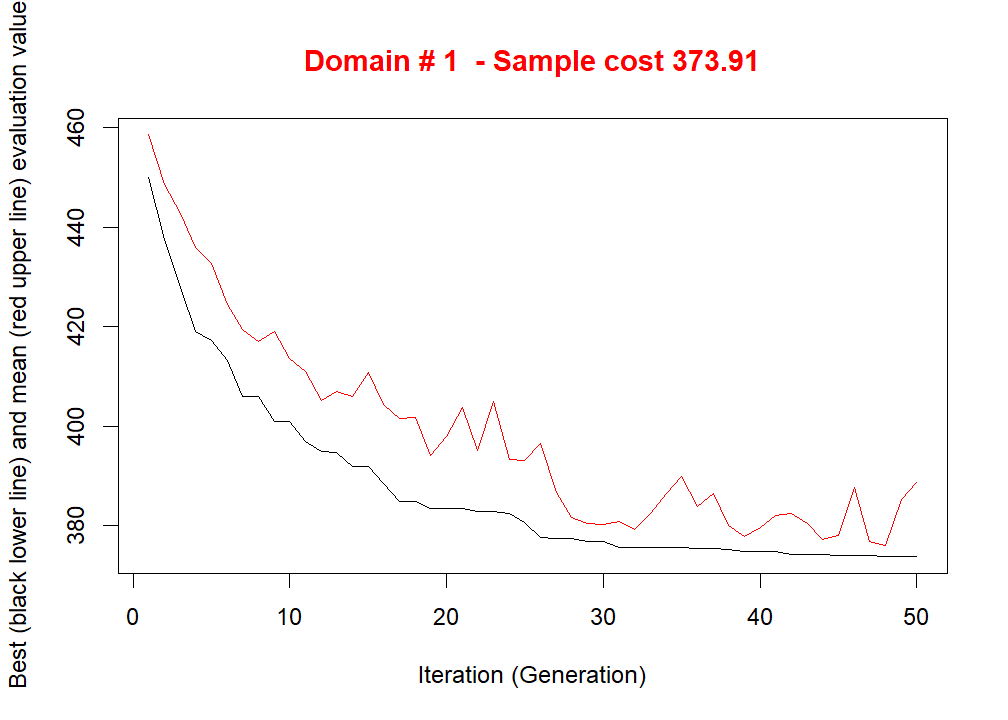 Domain # 1 - Sample cost 373.91
Best (black lower line) and mean (red upper line) evaluation value
460
440
420
400
380
0 10 20 30 40 50
Iteration (Generation)